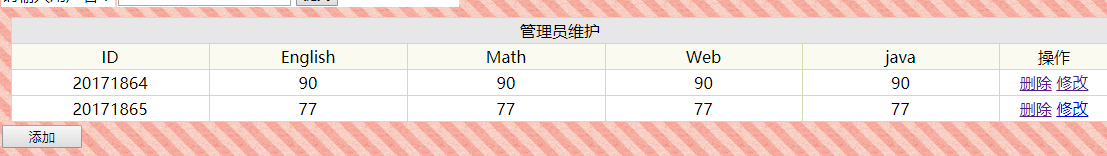 管理员维护
ID English Math Web java 操作
20171864 90 90 90 90 删除 修改
20171865 77 77 77 77 删除 修改
添加